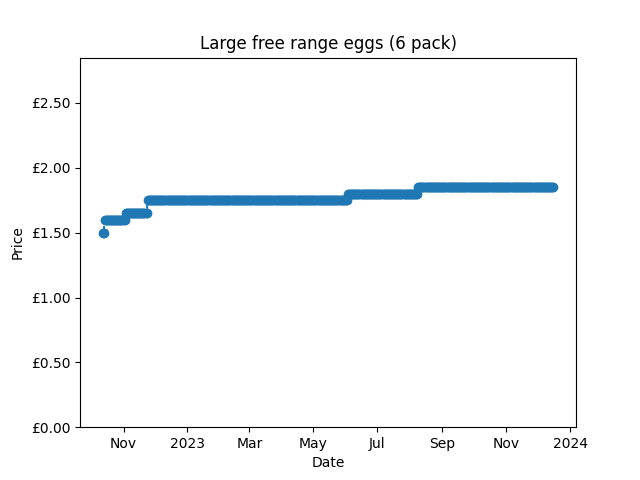 Large free range eggs (6 pack)
£2.50
£2.00
£1.50
£1.00
£0.50
£0.00
Price
Nov 2023 Mar May Jul Sep Nov 2024
Date